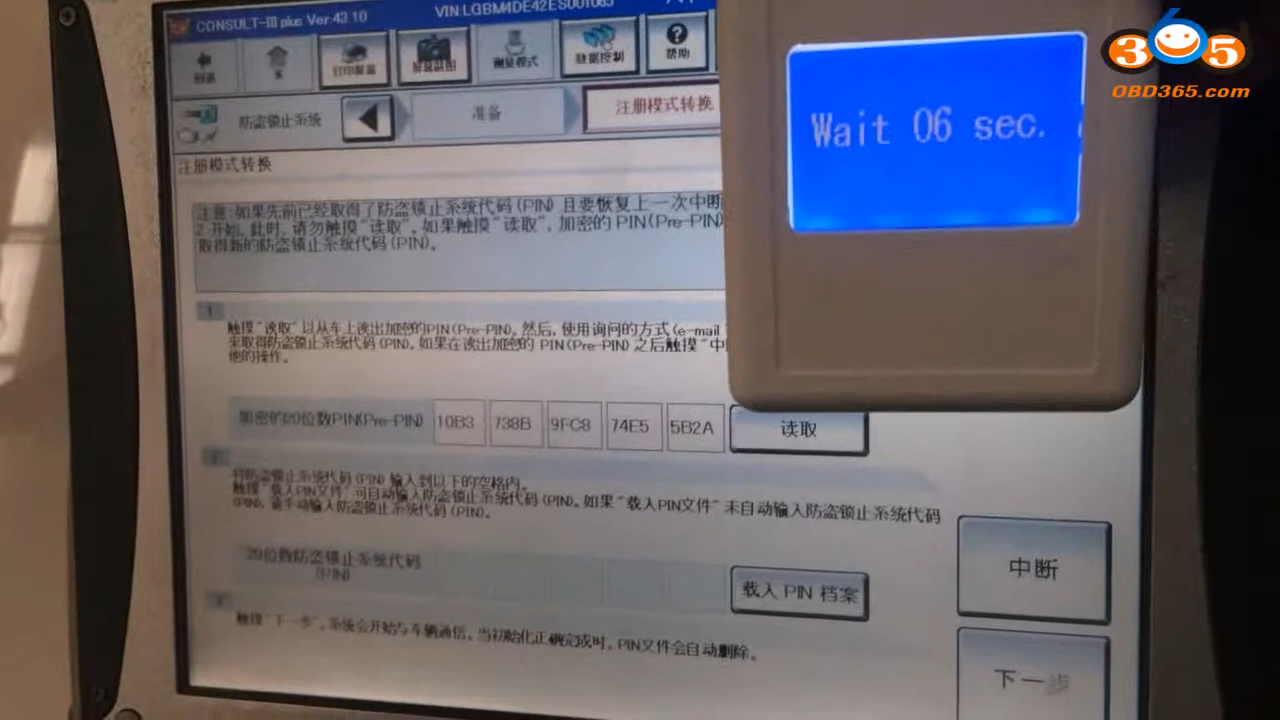 CONSULT-III plus Ver.43.10
VIN:LGBM4DE42ES001065
365
OBD365.com
Wait 06 sec.
打印屏幕
屏幕截图
测量模式
数据控制
帮助
防盗锁止系统
准备
注册模式转换
注册模式转换
注意:如果先前已经取得了防盗锁止系统代码(PIN) 且要恢复上一次中断
2 开始, 此时, 请勿触摸"读取"。如果触摸"读取", 加密的 PIN(Pre-PIN)
取得新的防盗锁止系统代码(PIN)。
1
触摸"读取"以从车上读出加密的PIN(Pre-PIN)。然后, 使用询问的方式(e-mail
来取得防盗锁止系统代码(PIN)。如果在读出加密的 PIN(Pre-PIN) 之后触摸"中
他的操作。
加密的20位数PIN(Pre-PIN) 10B3 738B 9FC8 74E5 5B2A
读取
2
将防盗锁止系统代码(PIN) 输入到以下的空格内。
触摸"载入PIN文件"可自动输入防盗锁止系统代码(PIN)。如果"载入PIN文件"未自动输入防盗锁止系统代码
(PIN), 请手动输入防盗锁止系统代码(PIN)。
20位数防盗锁止系统代码
(PIN)
载入 PIN 档案
中断
3
触摸"下一步", 系统会开始与车辆通信。当初始化正确完成时, PIN文件会自动删除。
下一步